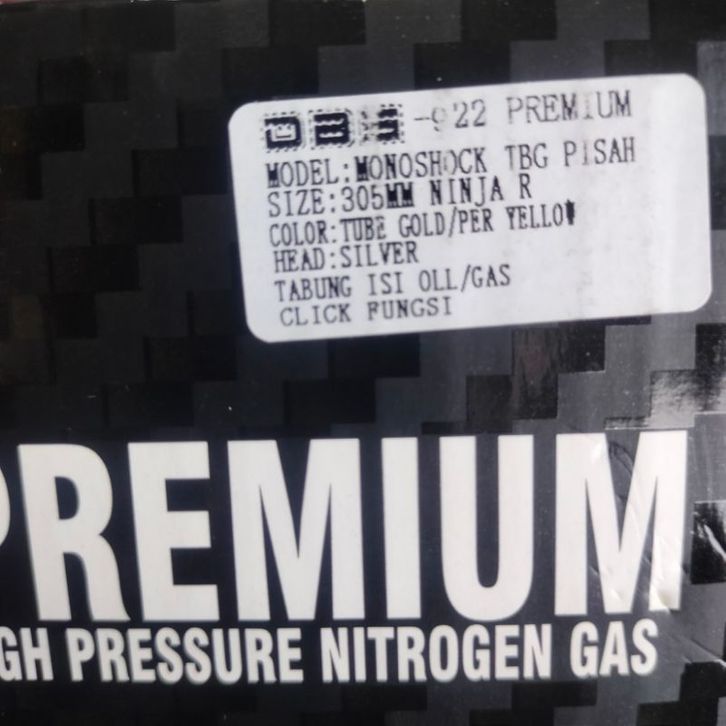 DBS -922 PREMIUM
MODEL:MONOSHOCK TBG PISAH
SIZE:305MM NINJA R
COLOR:TUBE GOLD/PER YELLOW
HEAD:SILVER
TABUNG ISI OLL/GAS
CLICK FUNGSI
PREMIUM
GH PRESSURE NITROGEN GAS